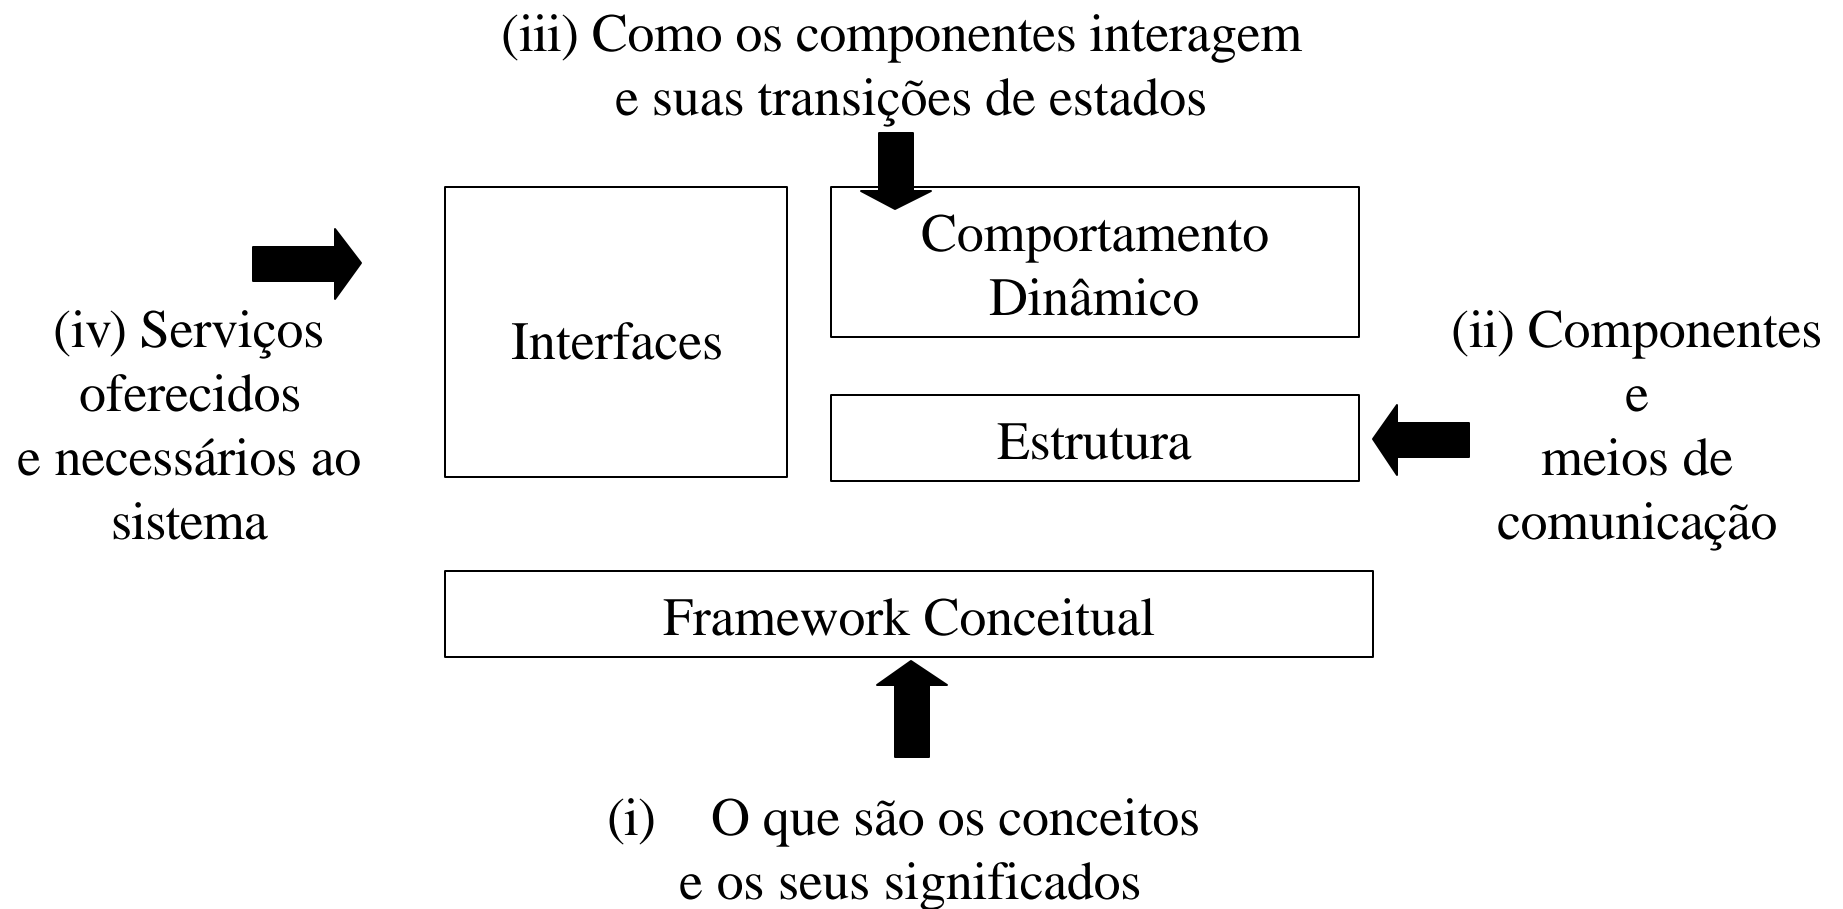 (iii) Como os componentes interagem
e suas transições de estados
Comportamento
Dinâmico
Interfaces
(iv) Serviços
oferecidos
e necessários ao
sistema
(ii) Componentes
e
meios de
comunicação
Estrutura
Framework Conceitual
(i) O que são os conceitos
e os seus significados